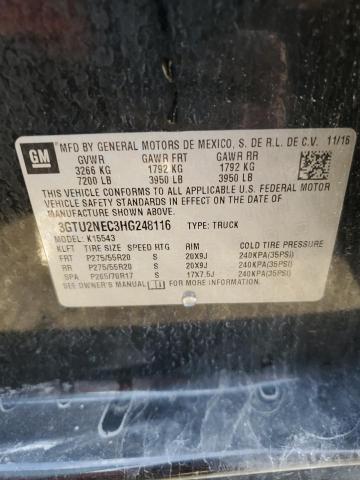 GM
MFD BY GENERAL MOTORS DE MEXICO, S. DE R.L. DE C.V. 11/16
GVWR GAWR FRT GAWR RR
3266 KG 1792 KG 1792 KG
7200 LB 3950 LB 3950 LB
THIS VEHICLE CONFORMS TO ALL APPLICABLE U.S. FEDERAL MOTOR
VEHICLE SAFETY STANDARDS IN EFFECT ON THE DATE OF
MANUFACTURE SHOWN ABOVE.
3GTU2NEC3HG248116 TYPE: TRUCK
MODEL: K15543
KLFT TIRE SIZE SPEED RTG RIM COLD TIRE PRESSURE
FRT P275/55R20 S 20X9J 240KPA(35PSI)
RR P275/55R20 S 20X9J 240KPA(35PSI)
SPA P265/70R17 S 17X7.5J 240KPA(35PSI)
SEE OWNER'S MANUAL FOR MORE INFORMATION.